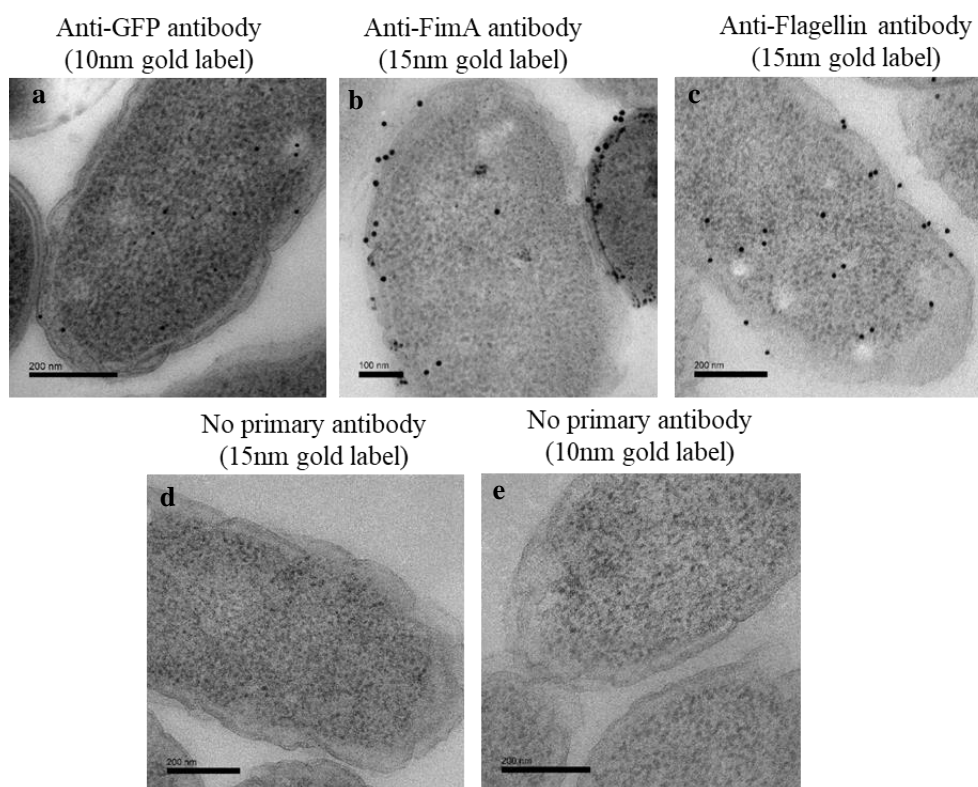 Anti-GFP antibody
(10nm gold label)
Anti-FimA antibody
(15nm gold label)
Anti-Flagellin antibody
(15nm gold label)
a
b
c
200 nm
100 nm
200 nm
No primary antibody
(15nm gold label)
No primary antibody
(10nm gold label)
d
e
200 nm
200 nm